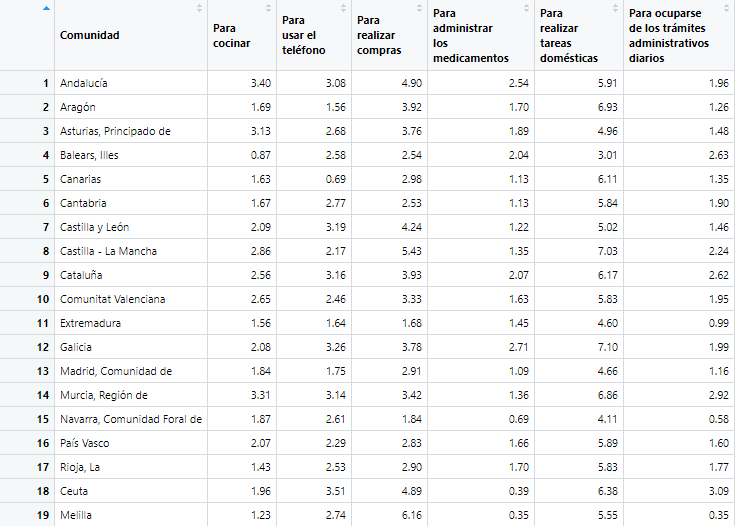 Comunidad Para cocinar Para usar el teléfono Para realizar compras Para administrar los medicamentos Para realizar tareas domésticas Para ocuparse de los trámites administrativos diarios
1 Andalucía 3.40 3.08 4.90 2.54 5.91 1.96
2 Aragón 1.69 1.56 3.92 1.70 6.93 1.26
3 Asturias, Principado de 3.13 2.68 3.76 1.89 4.96 1.48
4 Balears, Illes 0.87 2.58 2.54 2.04 3.01 2.63
5 Canarias 1.63 0.69 2.98 1.13 6.11 1.35
6 Cantabria 1.67 2.77 2.53 1.13 5.84 1.90
7 Castilla y León 2.09 3.19 4.24 1.22 5.02 1.46
8 Castilla - La Mancha 2.86 2.17 5.43 1.35 7.03 2.24
9 Cataluña 2.56 3.16 3.93 2.07 6.17 2.62
10 Comunitat Valenciana 2.65 2.46 3.33 1.63 5.83 1.95
11 Extremadura 1.56 1.64 1.68 1.45 4.60 0.99
12 Galicia 2.08 3.26 3.78 2.71 7.10 1.99
13 Madrid, Comunidad de 1.84 1.75 2.91 1.09 4.66 1.16
14 Murcia, Región de 3.31 3.14 3.42 1.36 6.86 2.92
15 Navarra, Comunidad Foral de 1.87 2.61 1.84 0.69 4.11 0.58
16 País Vasco 2.07 2.29 2.83 1.66 5.89 1.60
17 Rioja, La 1.43 2.53 2.90 1.70 5.83 1.77
18 Ceuta 1.96 3.51 4.89 0.39 6.38 3.09
19 Melilla 1.23 2.74 6.16 0.35 5.55 0.35